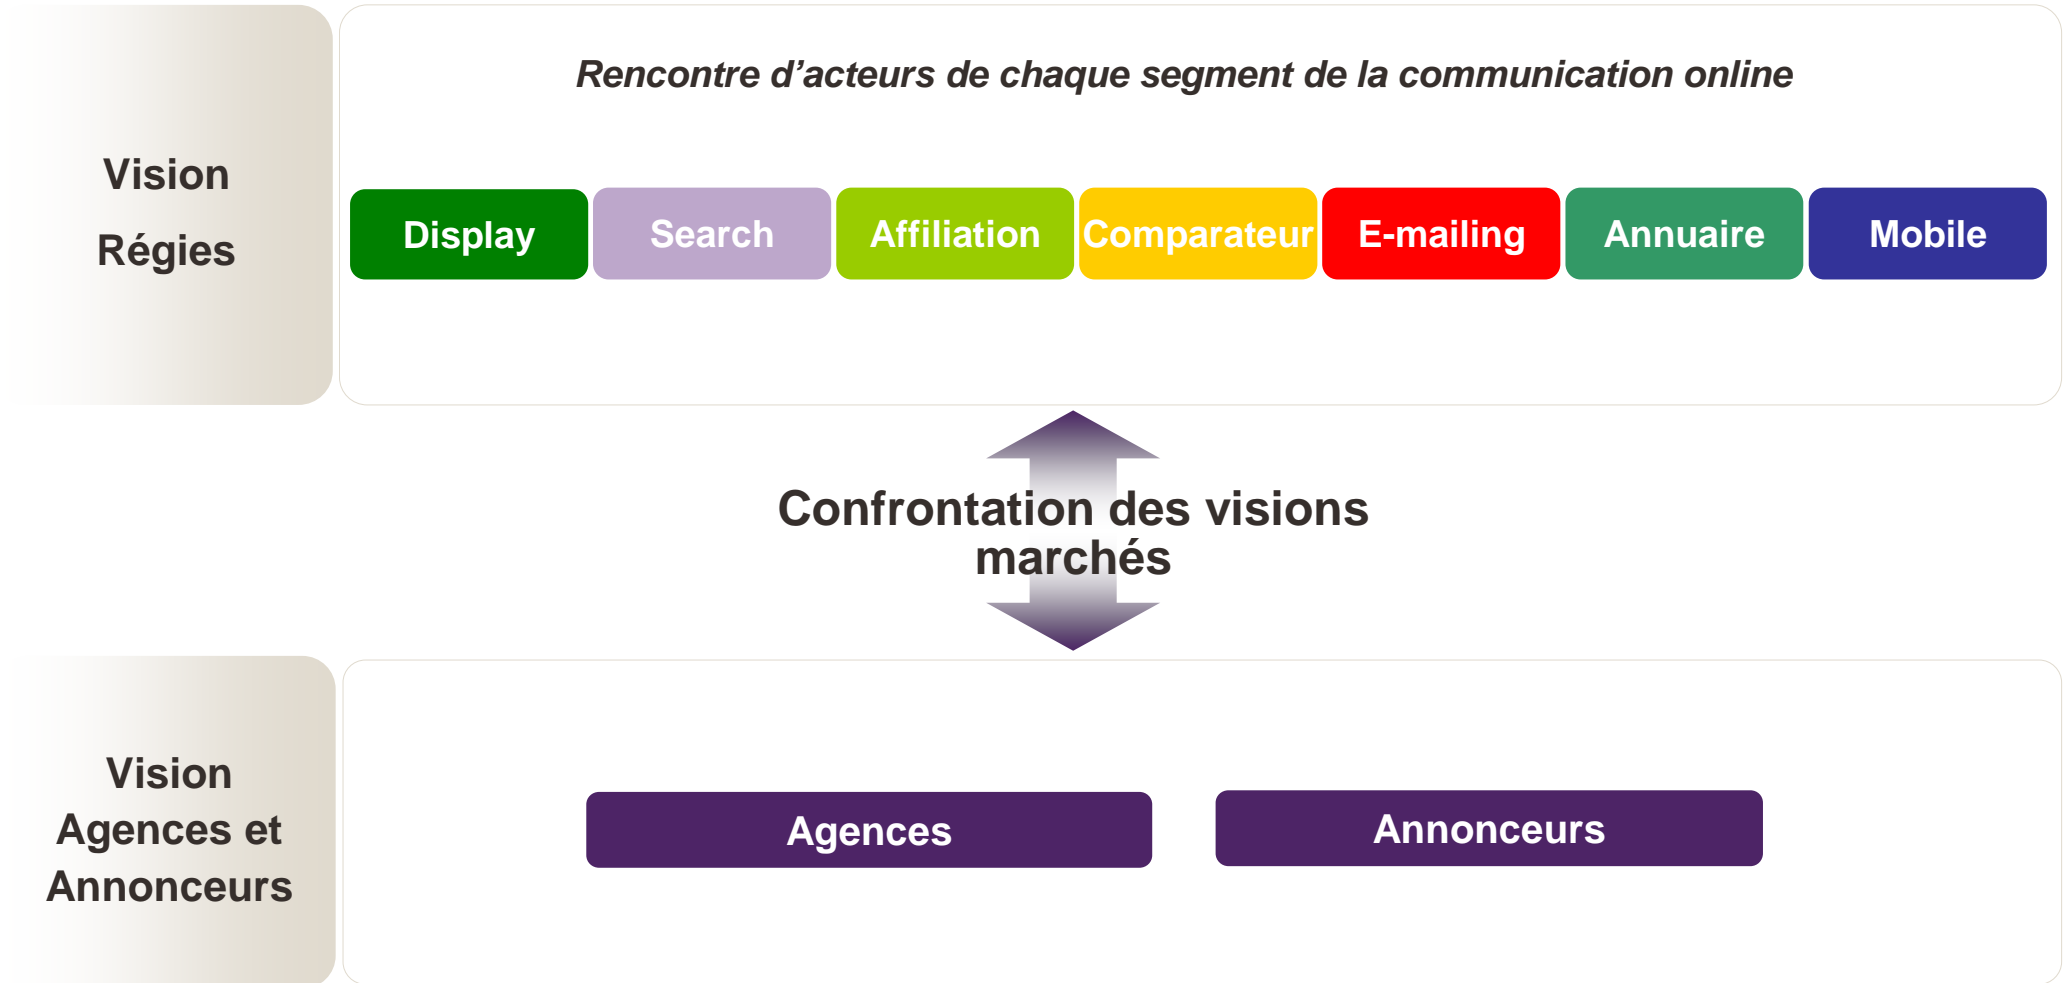 Rencontre d’acteurs de chaque segment de la communication online
Vision
Régies
Display
Search
Affiliation
Comparateur
E-mailing
Annuaire
Mobile
Confrontation des visions
marchés
Vision
Agences et
Annonceurs
Agences
Annonceurs